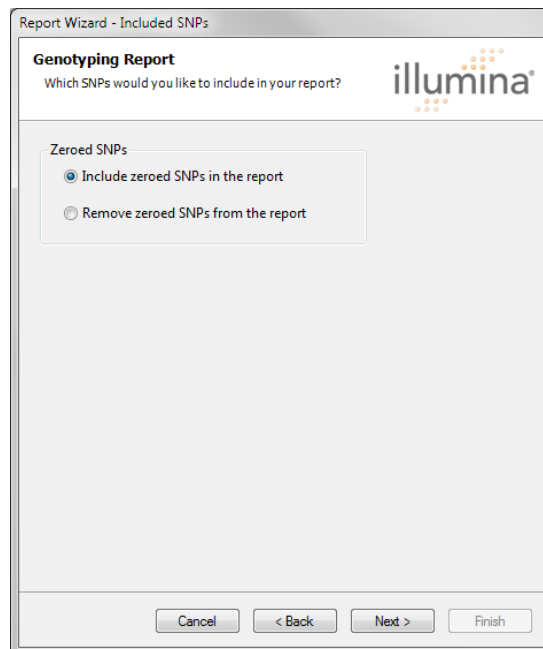 Report Wizard - Included SNPs
Genotyping Report
Which SNPs would you like to include in your report?
illumina®
Zeroed SNPs
Include zeroed SNPs in the report
Remove zeroed SNPs from the report
Cancel
< Back
Next >
Finish